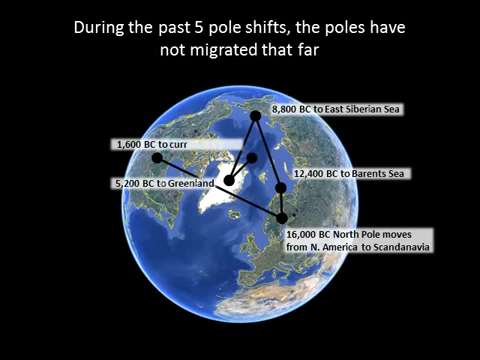 During the past 5 pole shifts, the poles have
not migrated that far
8,800 BC to East Siberian Sea
1,600 BC to curr
12,400 BC to Barents Sea
5,200 BC to Greenland
16,000 BC North Pole moves
from N. America to Scandanavia